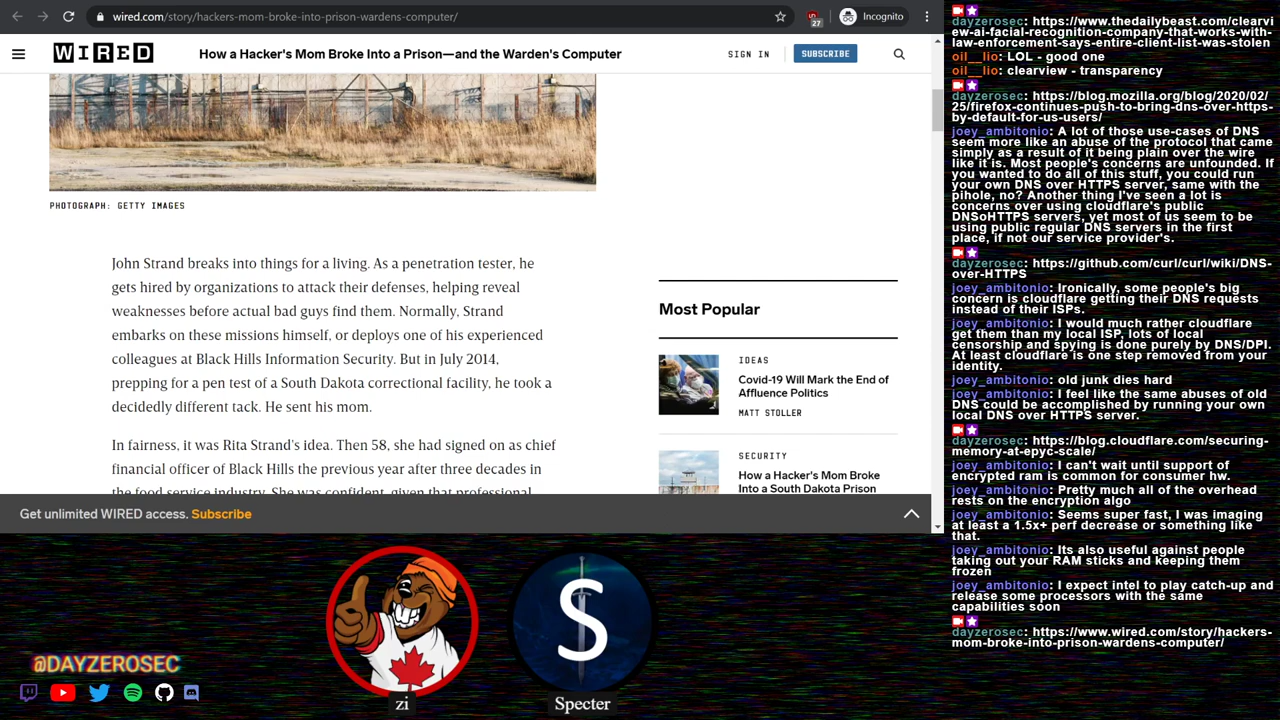 wired.com/story/hackers-mom-broke-into-prison-wardens-computer/
27
Incognito
WIRED
How a Hacker's Mom Broke Into a Prison—and the Warden's Computer
SIGN IN
SUBSCRIBE
PHOTOGRAPH: GETTY IMAGES
John Strand breaks into things for a living. As a penetration tester, he
gets hired by organizations to attack their defenses, helping reveal
weaknesses before actual bad guys find them. Normally, Strand
embarks on these missions himself, or deploys one of his experienced
colleagues at Black Hills Information Security. But in July 2014,
prepping for a pen test of a South Dakota correctional facility, he took a
decidedly different tack. He sent his mom.
In fairness, it was Rita Strand's idea. Then 58, she had signed on as chief
financial officer of Black Hills the previous year after three decades in
the food service industry. She was confident, given that professional
Most Popular
IDEAS
Covid-19 Will Mark the End of
Affluence Politics
MATT STOLLER
SECURITY
How a Hacker's Mom Broke
Into a South Dakota Prison
Get unlimited WIRED access. Subscribe
@DAYZEROSEC
zi
S
Specter
dayzerosec: https://www.thedailybeast.com/clearvi
ew-ai-facial-recognition-company-that-works-with-
law-enforcement-says-entire-client-list-was-stolen
oil__lio: LOL - good one
oil__lio: clearview - transparency
dayzerosec: https://blog.mozilla.org/blog/2020/02/
25/firefox-continues-push-to-bring-dns-over-https-
by-default-for-us-users/
joey_ambitonio: A lot of those use-cases of DNS
seem more like an abuse of the protocol that came
simply as a result of it being plain over the wire
like it is. Most people's concerns are unfounded. If
you wanted to do all of this stuff, you could run
your own DNS over HTTPS server, same with the
pihole, no? Another thing I've seen a lot is
concerns over using cloudflare's public
DNSoHTTPS servers, yet most of us seem to be
using public regular DNS servers in the first
place, if not our service provider's.
dayzerosec: https://github.com/curl/curl/wiki/DNS-
over-HTTPS
joey_ambitonio: Ironically, some people's big
concern is cloudflare getting their DNS requests
instead of their ISPs.
joey_ambitonio: I would much rather cloudflare
get them than my local ISP, lots of local
censorship and spying is done purely by DNS/DPI.
At least cloudflare is one step removed from your
identity.
joey_ambitonio: old junk dies hard
joey_ambitonio: I feel like the same abuses of old
DNS could be accomplished by running your own
local DNS over HTTPS server.
dayzerosec: https://blog.cloudflare.com/securing-
memory-at-epyc-scale/
joey_ambitonio: I can't wait until support of
encrypted ram is common for consumer hw.
joey_ambitonio: Pretty much all of the overhead
rests on the encryption algo
joey_ambitonio: Seems super fast, I was imaging
at least a 1.5x+ perf decrease or something like
that.
joey_ambitonio: Its also useful against people
taking out your RAM sticks and keeping them
frozen
joey_ambitonio: I expect intel to play catch-up and
release some processors with the same
capabilities soon
dayzerosec: https://www.wired.com/story/hackers-
mom-broke-into-prison-wardens-computer/